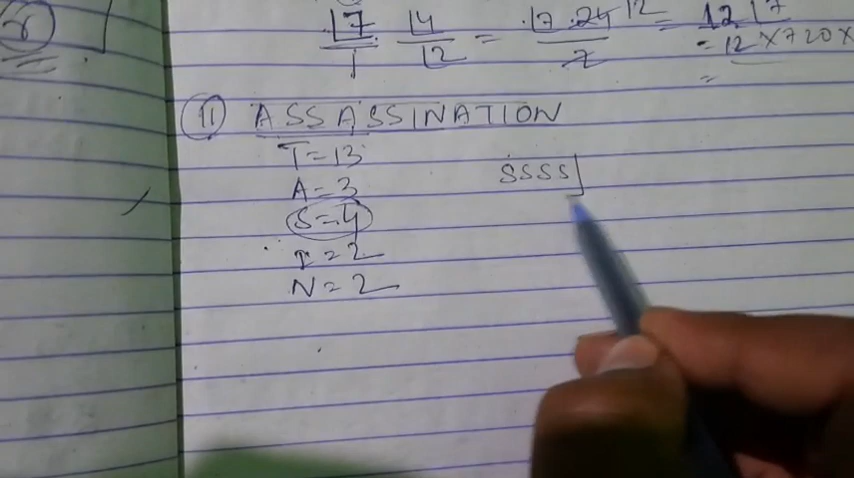 17/1 14/12 = 17 24 12/2 = 12 17
= 12 × 720 ×
=
11 ASSASSINATION
T = 13
A = 3
SSSS
S = 4
I = 2
N = 2